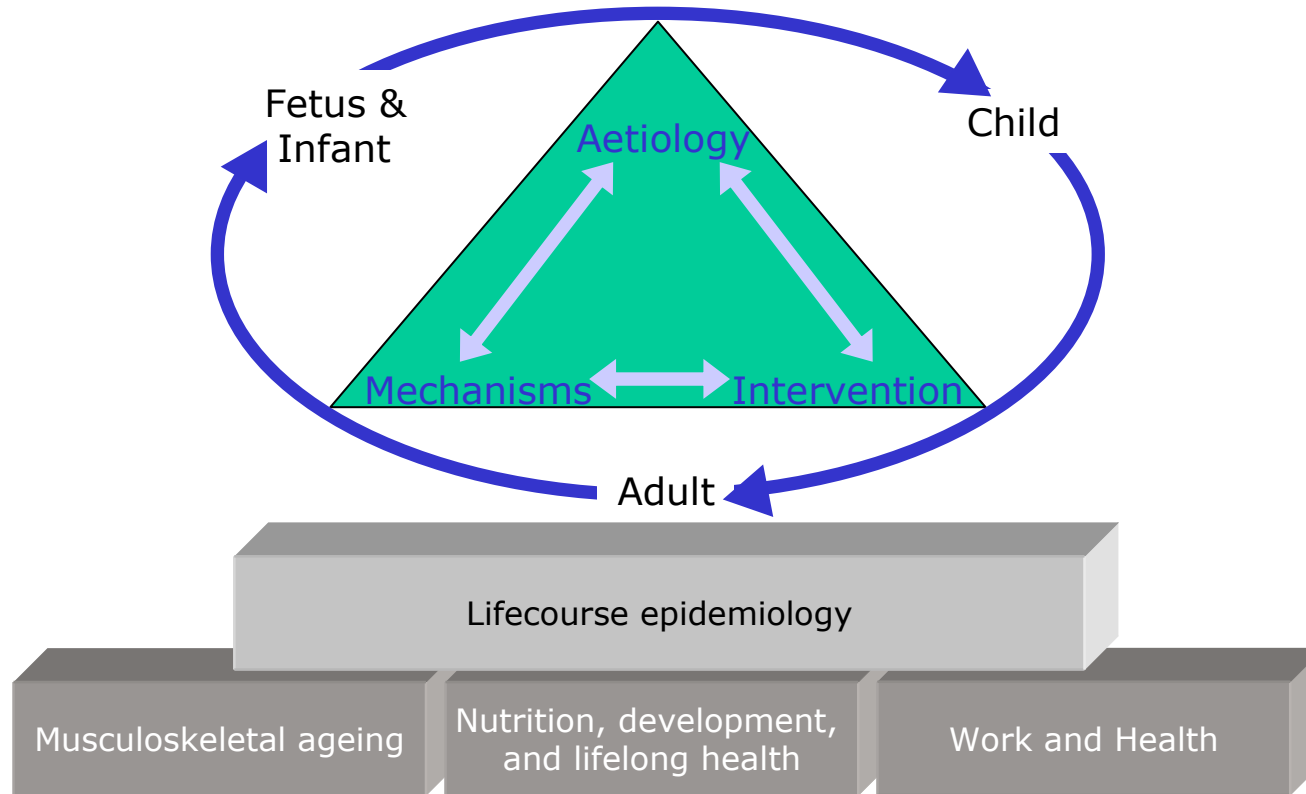 Fetus &
Infant
Child
Aetiology
Mechanisms
Intervention
Adult
Lifecourse epidemiology
Musculoskeletal ageing
Nutrition, development,
and lifelong health
Work and Health